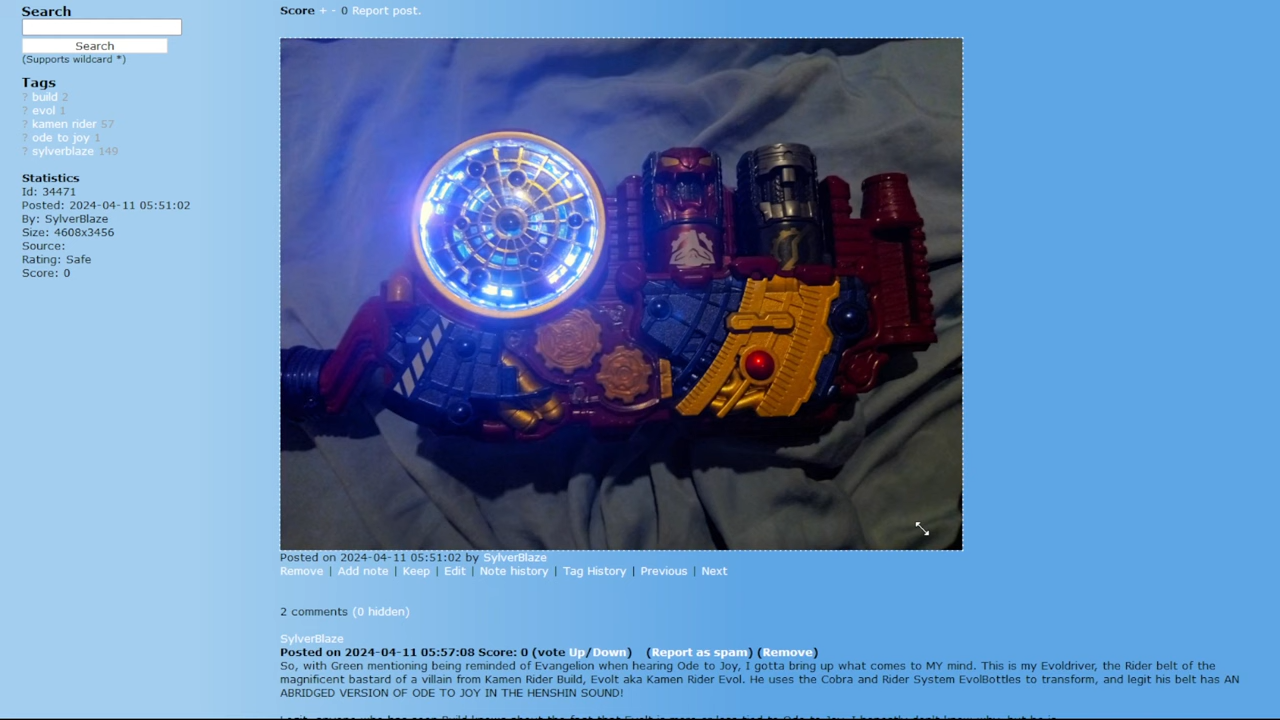 Search
Search
(Supports wildcard *)
Tags
? build 2
? evol 1
? kamen rider 57
? ode to joy 1
? sylverblaze 149
Statistics
Id: 34471
Posted: 2024-04-11 05:51:02
By: SylverBlaze
Size: 4608x3456
Source:
Rating: Safe
Score: 0
Score + - 0 Report post.
Posted on 2024-04-11 05:51:02 by SylverBlaze
Remove | Add note | Keep | Edit | Note history | Tag History | Previous | Next
2 comments (0 hidden)
SylverBlaze
Posted on 2024-04-11 05:57:08 Score: 0 (vote Up/Down) (Report as spam) (Remove)
So, with Green mentioning being reminded of Evangelion when hearing Ode to Joy, I gotta bring up what comes to MY mind. This is my Evoldriver, the Rider belt of the
magnificent bastard of a villain from Kamen Rider Build, Evolt aka Kamen Rider Evol. He uses the Cobra and Rider System EvolBottles to transform, and legit his belt has AN
ABRIDGED VERSION OF ODE TO JOY IN THE HENSHIN SOUND!